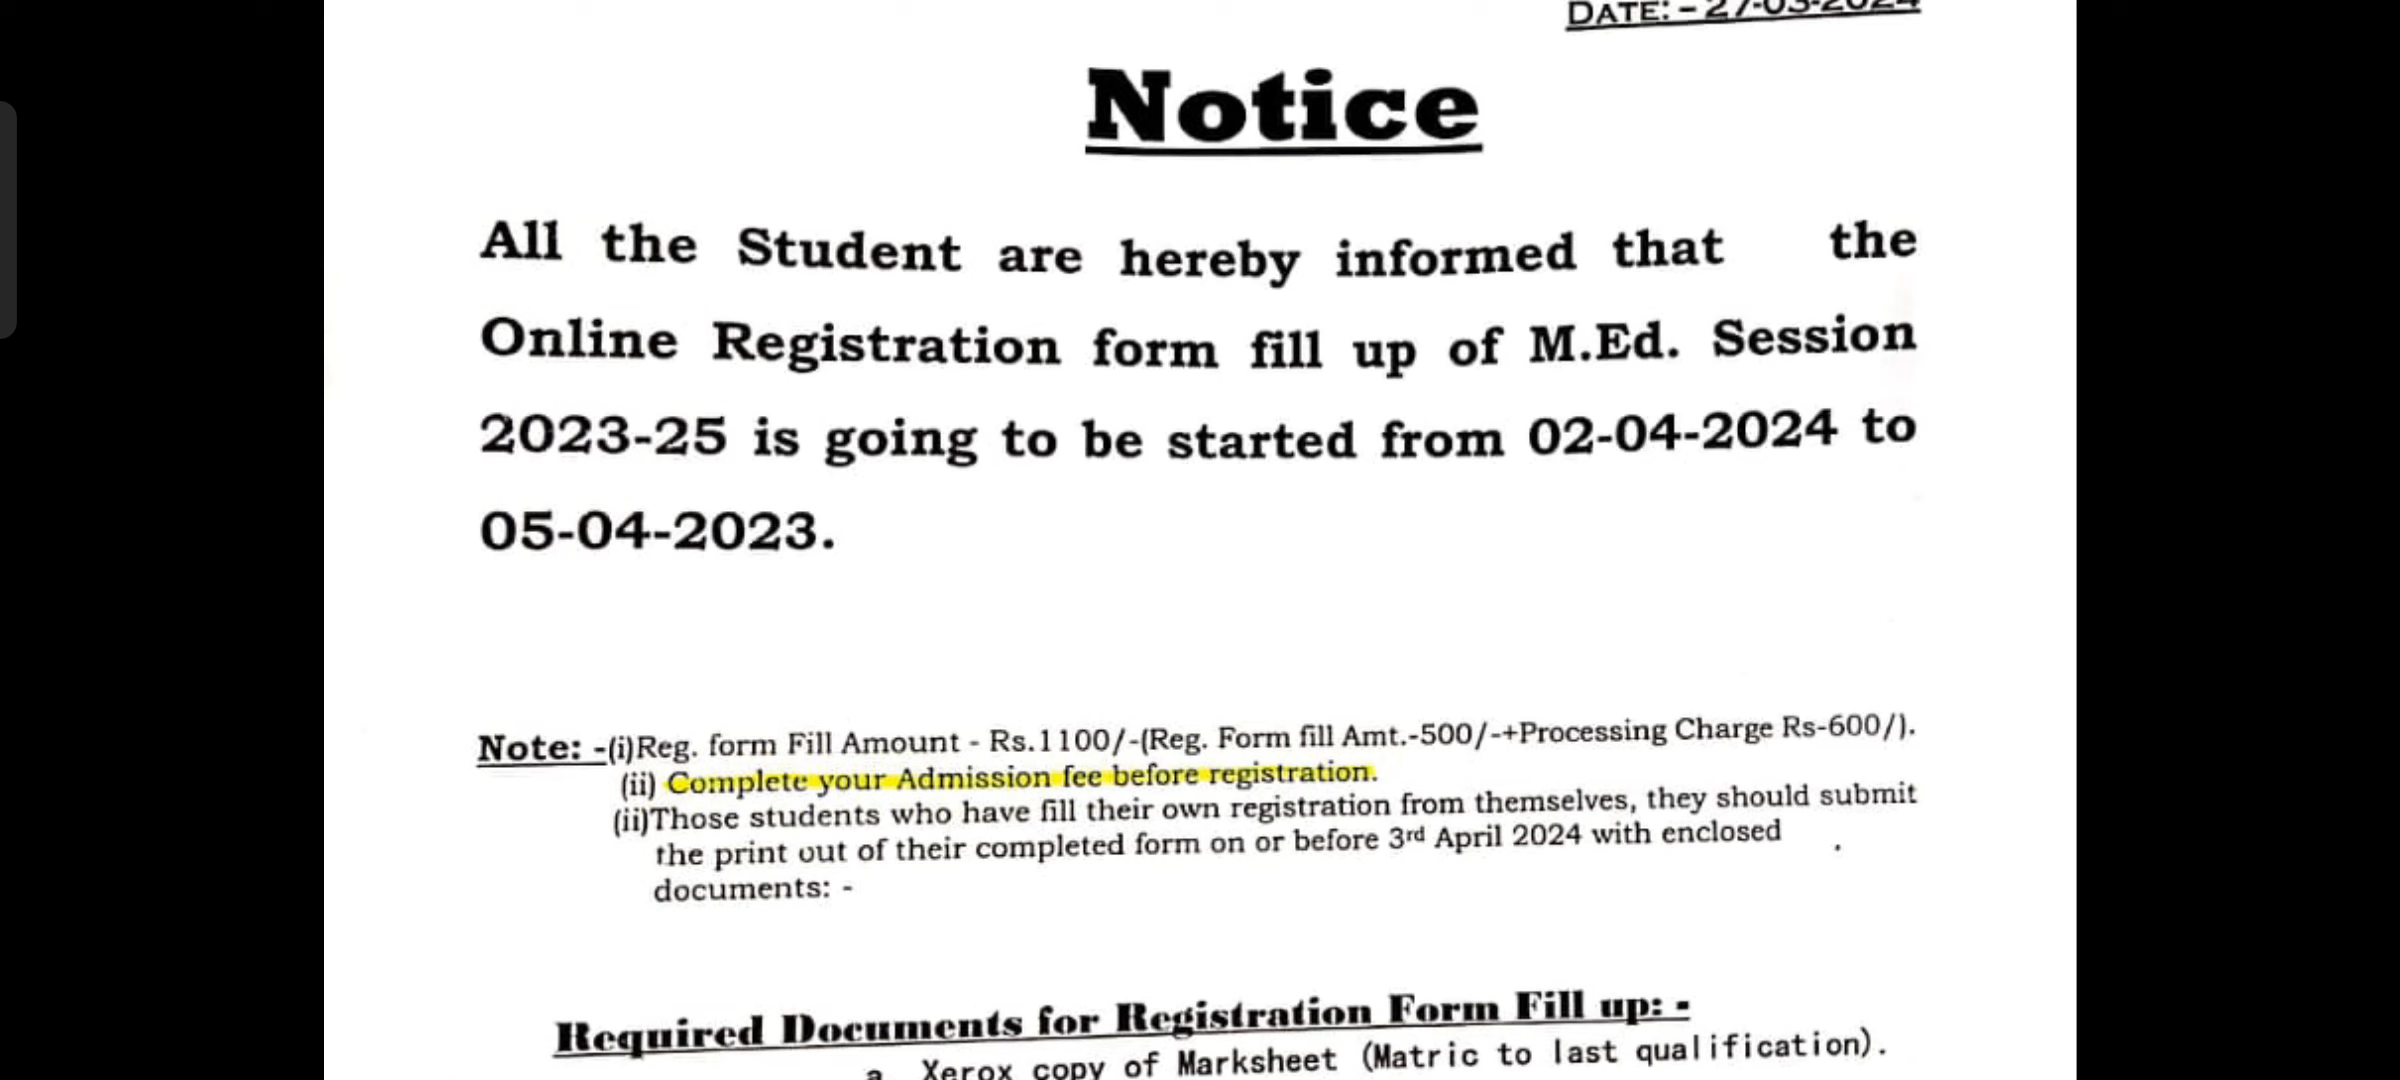 DATE: - 27-03-2024
Notice
All the Student are hereby informed that the
Online Registration form fill up of M.Ed. Session
2023-25 is going to be started from 02-04-2024 to
05-04-2023.
Note: -(i)Reg. form Fill Amount - Rs.1100/-(Reg. Form fill Amt.-500/-+Processing Charge Rs-600/).
(ii) Complete your Admission fee before registration.
(ii)Those students who have fill their own registration from themselves, they should submit
the print out of their completed form on or before 3rd April 2024 with enclosed
documents: -
Required Documents for Registration Form Fill up: -
a. Xerox copy of Marksheet (Matric to last qualification).